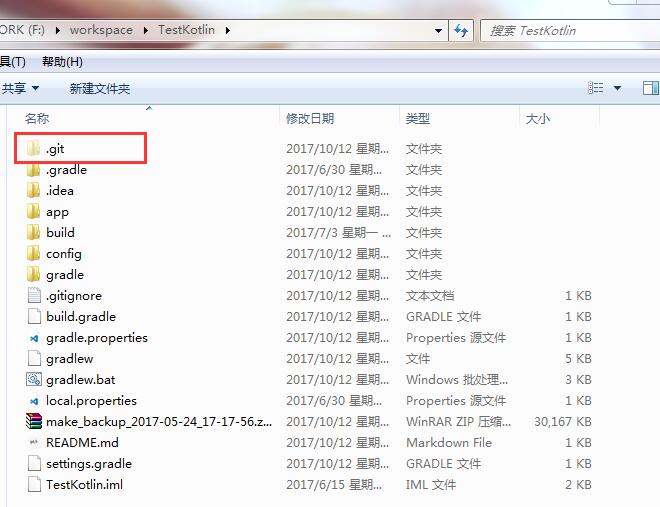 ORK (F:) workspace TestKotlin 搜索 TestKotlin
具(T) 帮助(H)
共享 新建文件夹
名称 修改日期 类型 大小
.git 2017/10/12 星期... 文件夹
.gradle 2017/6/30 星期... 文件夹
.idea 2017/10/12 星期... 文件夹
app 2017/10/12 星期... 文件夹
build 2017/7/3 星期一 ... 文件夹
config 2017/10/12 星期... 文件夹
gradle 2017/10/12 星期... 文件夹
.gitignore 2017/10/12 星期... 文本文档 1 KB
build.gradle 2017/10/12 星期... GRADLE 文件 1 KB
gradle.properties 2017/10/12 星期... Properties 源文件 1 KB
gradlew 2017/10/12 星期... 文件 5 KB
gradlew.bat 2017/10/12 星期... Windows 批处理... 3 KB
local.properties 2017/6/30 星期... Properties 源文件 1 KB
make_backup_2017-05-24_17-17-56.z... 2017/10/12 星期... WinRAR ZIP 压缩... 30,167 KB
README.md 2017/10/12 星期... Markdown File 1 KB
settings.gradle 2017/10/12 星期... GRADLE 文件 1 KB
TestKotlin.iml 2017/6/15 星期... IML 文件 2 KB